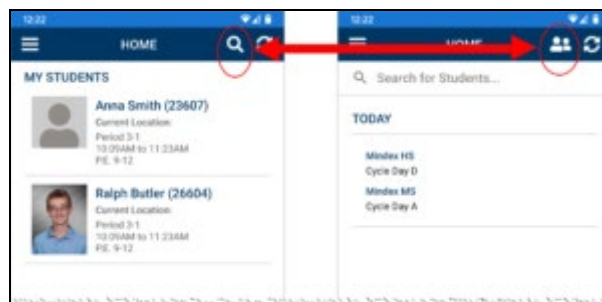 12:22
HOME
MY STUDENTS
Anna Smith (23607)
Current Location:
Period 3-1
10:09AM to 11:23AM
P.E. 9-12
Ralph Butler (26604)
Current Location:
Period 3-1
10:09AM to 11:23AM
P.E. 9-12
12:22
HOME
Search for Students...
TODAY
Mindex HS
Cycle Day D
Mindex MS
Cycle Day A